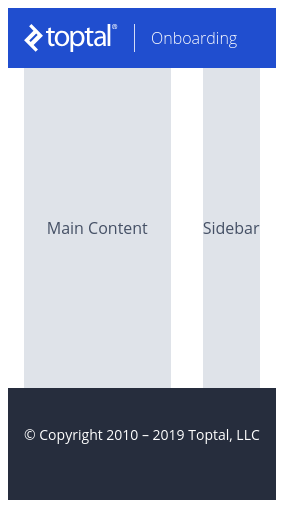 toptal® Onboarding
Main Content Sidebar
© Copyright 2010 – 2019 Toptal, LLC